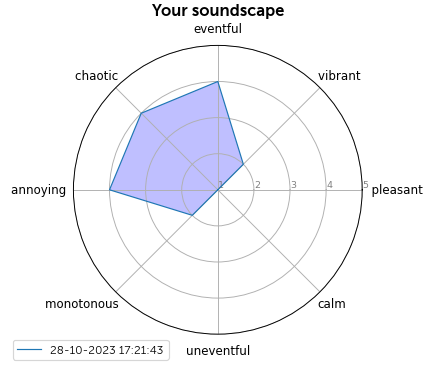 Your soundscape
eventful
chaotic
vibrant
annoying
1
2
3
4
5
pleasant
monotonous
calm
uneventful
28-10-2023 17:21:43